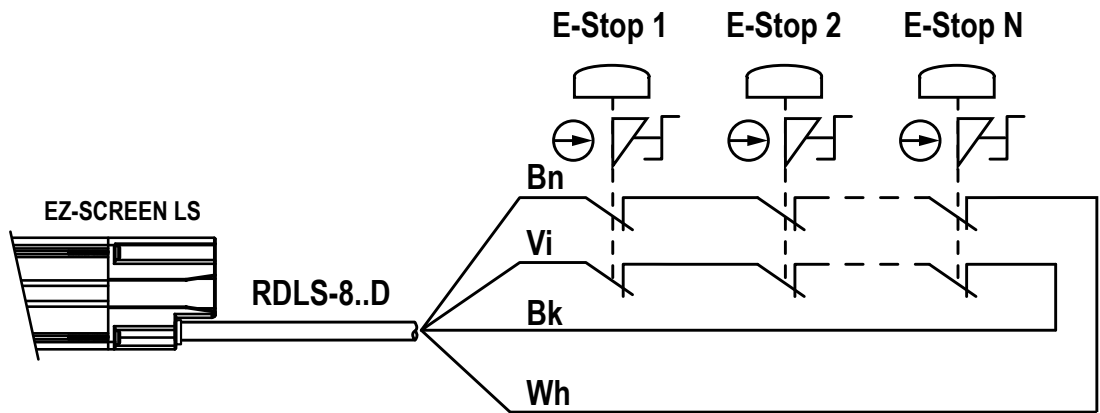 E-Stop 1 E-Stop 2 E-Stop N
Bn
EZ-SCREEN LS
Vi
RDLS-8..D
Bk
Wh